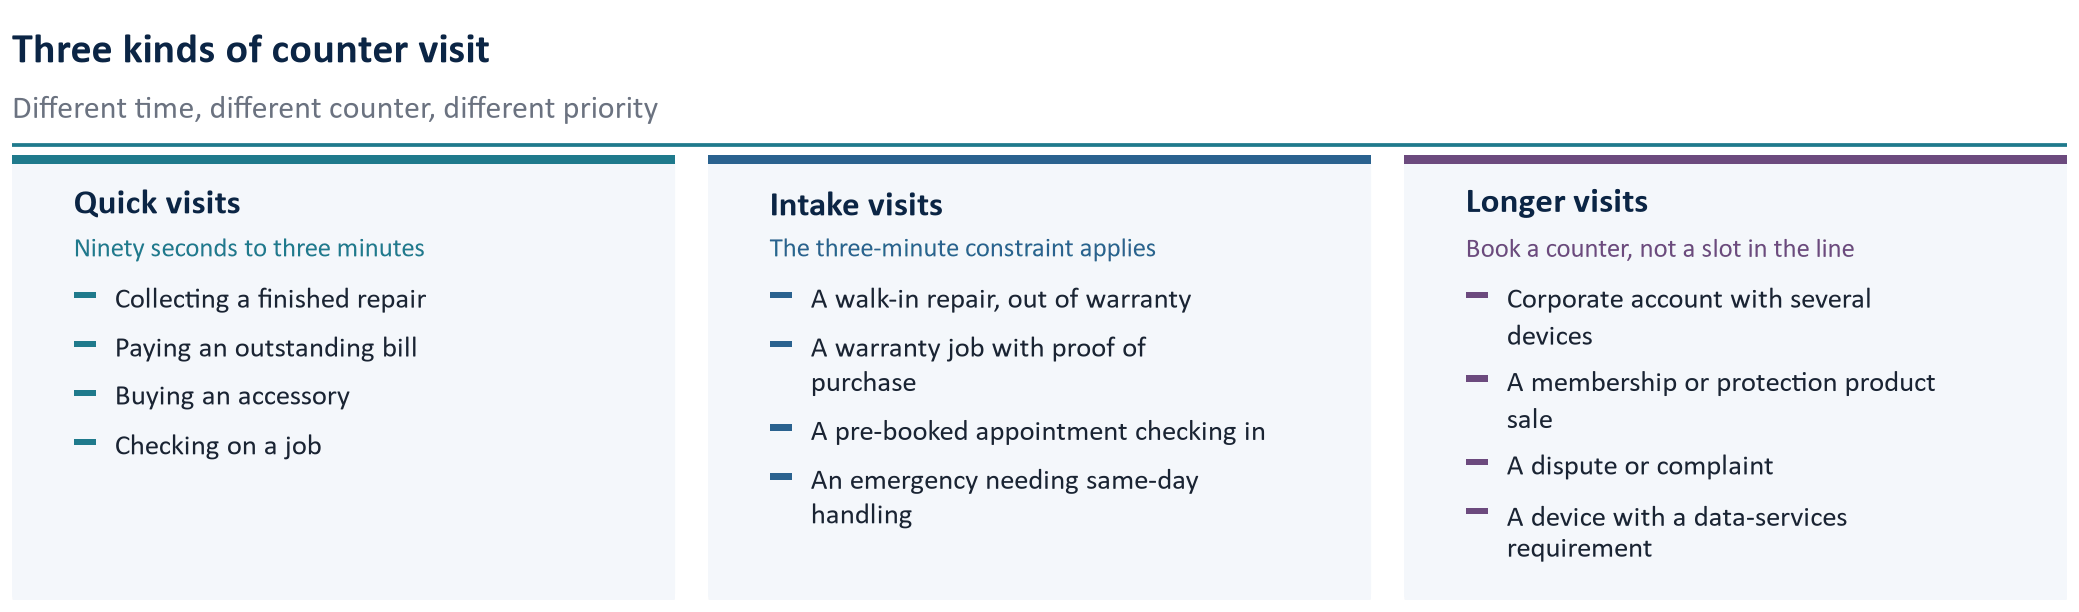 Three kinds of counter visit
Different time, different counter, different priority
Quick visits
Ninety seconds to three minutes
Collecting a finished repair
Paying an outstanding bill
Buying an accessory
Checking on a job
Intake visits
The three-minute constraint applies
A walk-in repair, out of warranty
A warranty job with proof of
purchase
A pre-booked appointment checking in
An emergency needing same-day
handling
Longer visits
Book a counter, not a slot in the line
Corporate account with several
devices
A membership or protection product
sale
A dispute or complaint
A device with a data-services
requirement